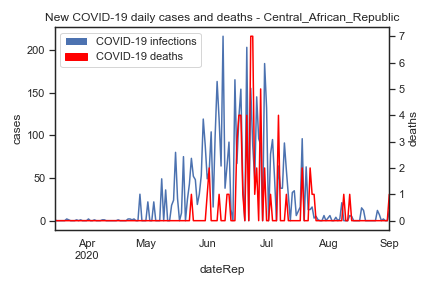 New COVID-19 daily cases and deaths - Central_African_Republic
COVID-19 infections
COVID-19 deaths
200
150
100
50
0
cases
7
6
5
4
3
2
1
0
deaths
Apr
2020
May
Jun
Jul
Aug
Sep
dateRep